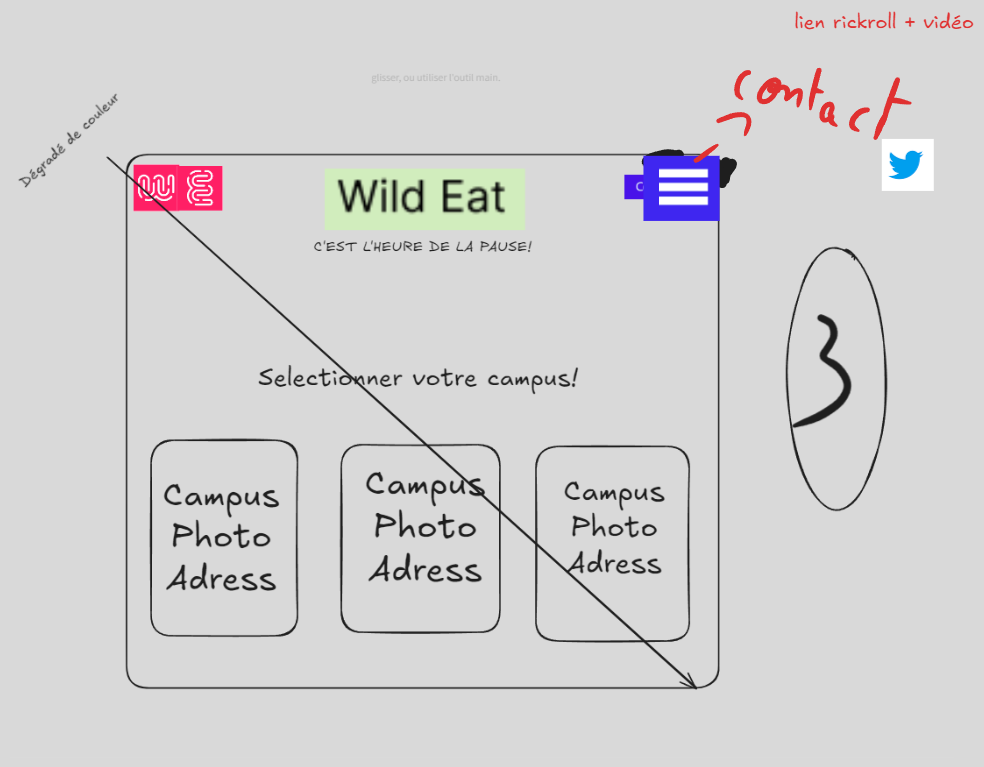 lien rickroll + vidéo
glisser, ou utiliser l'outil main.
contact
Dégradé de couleur
W E
Wild Eat
C'EST L'HEURE DE LA PAUSE!
Selectionner votre campus!
3
Campus
Photo
Adress
Campus
Photo
Adress
Campus
Photo
Adress